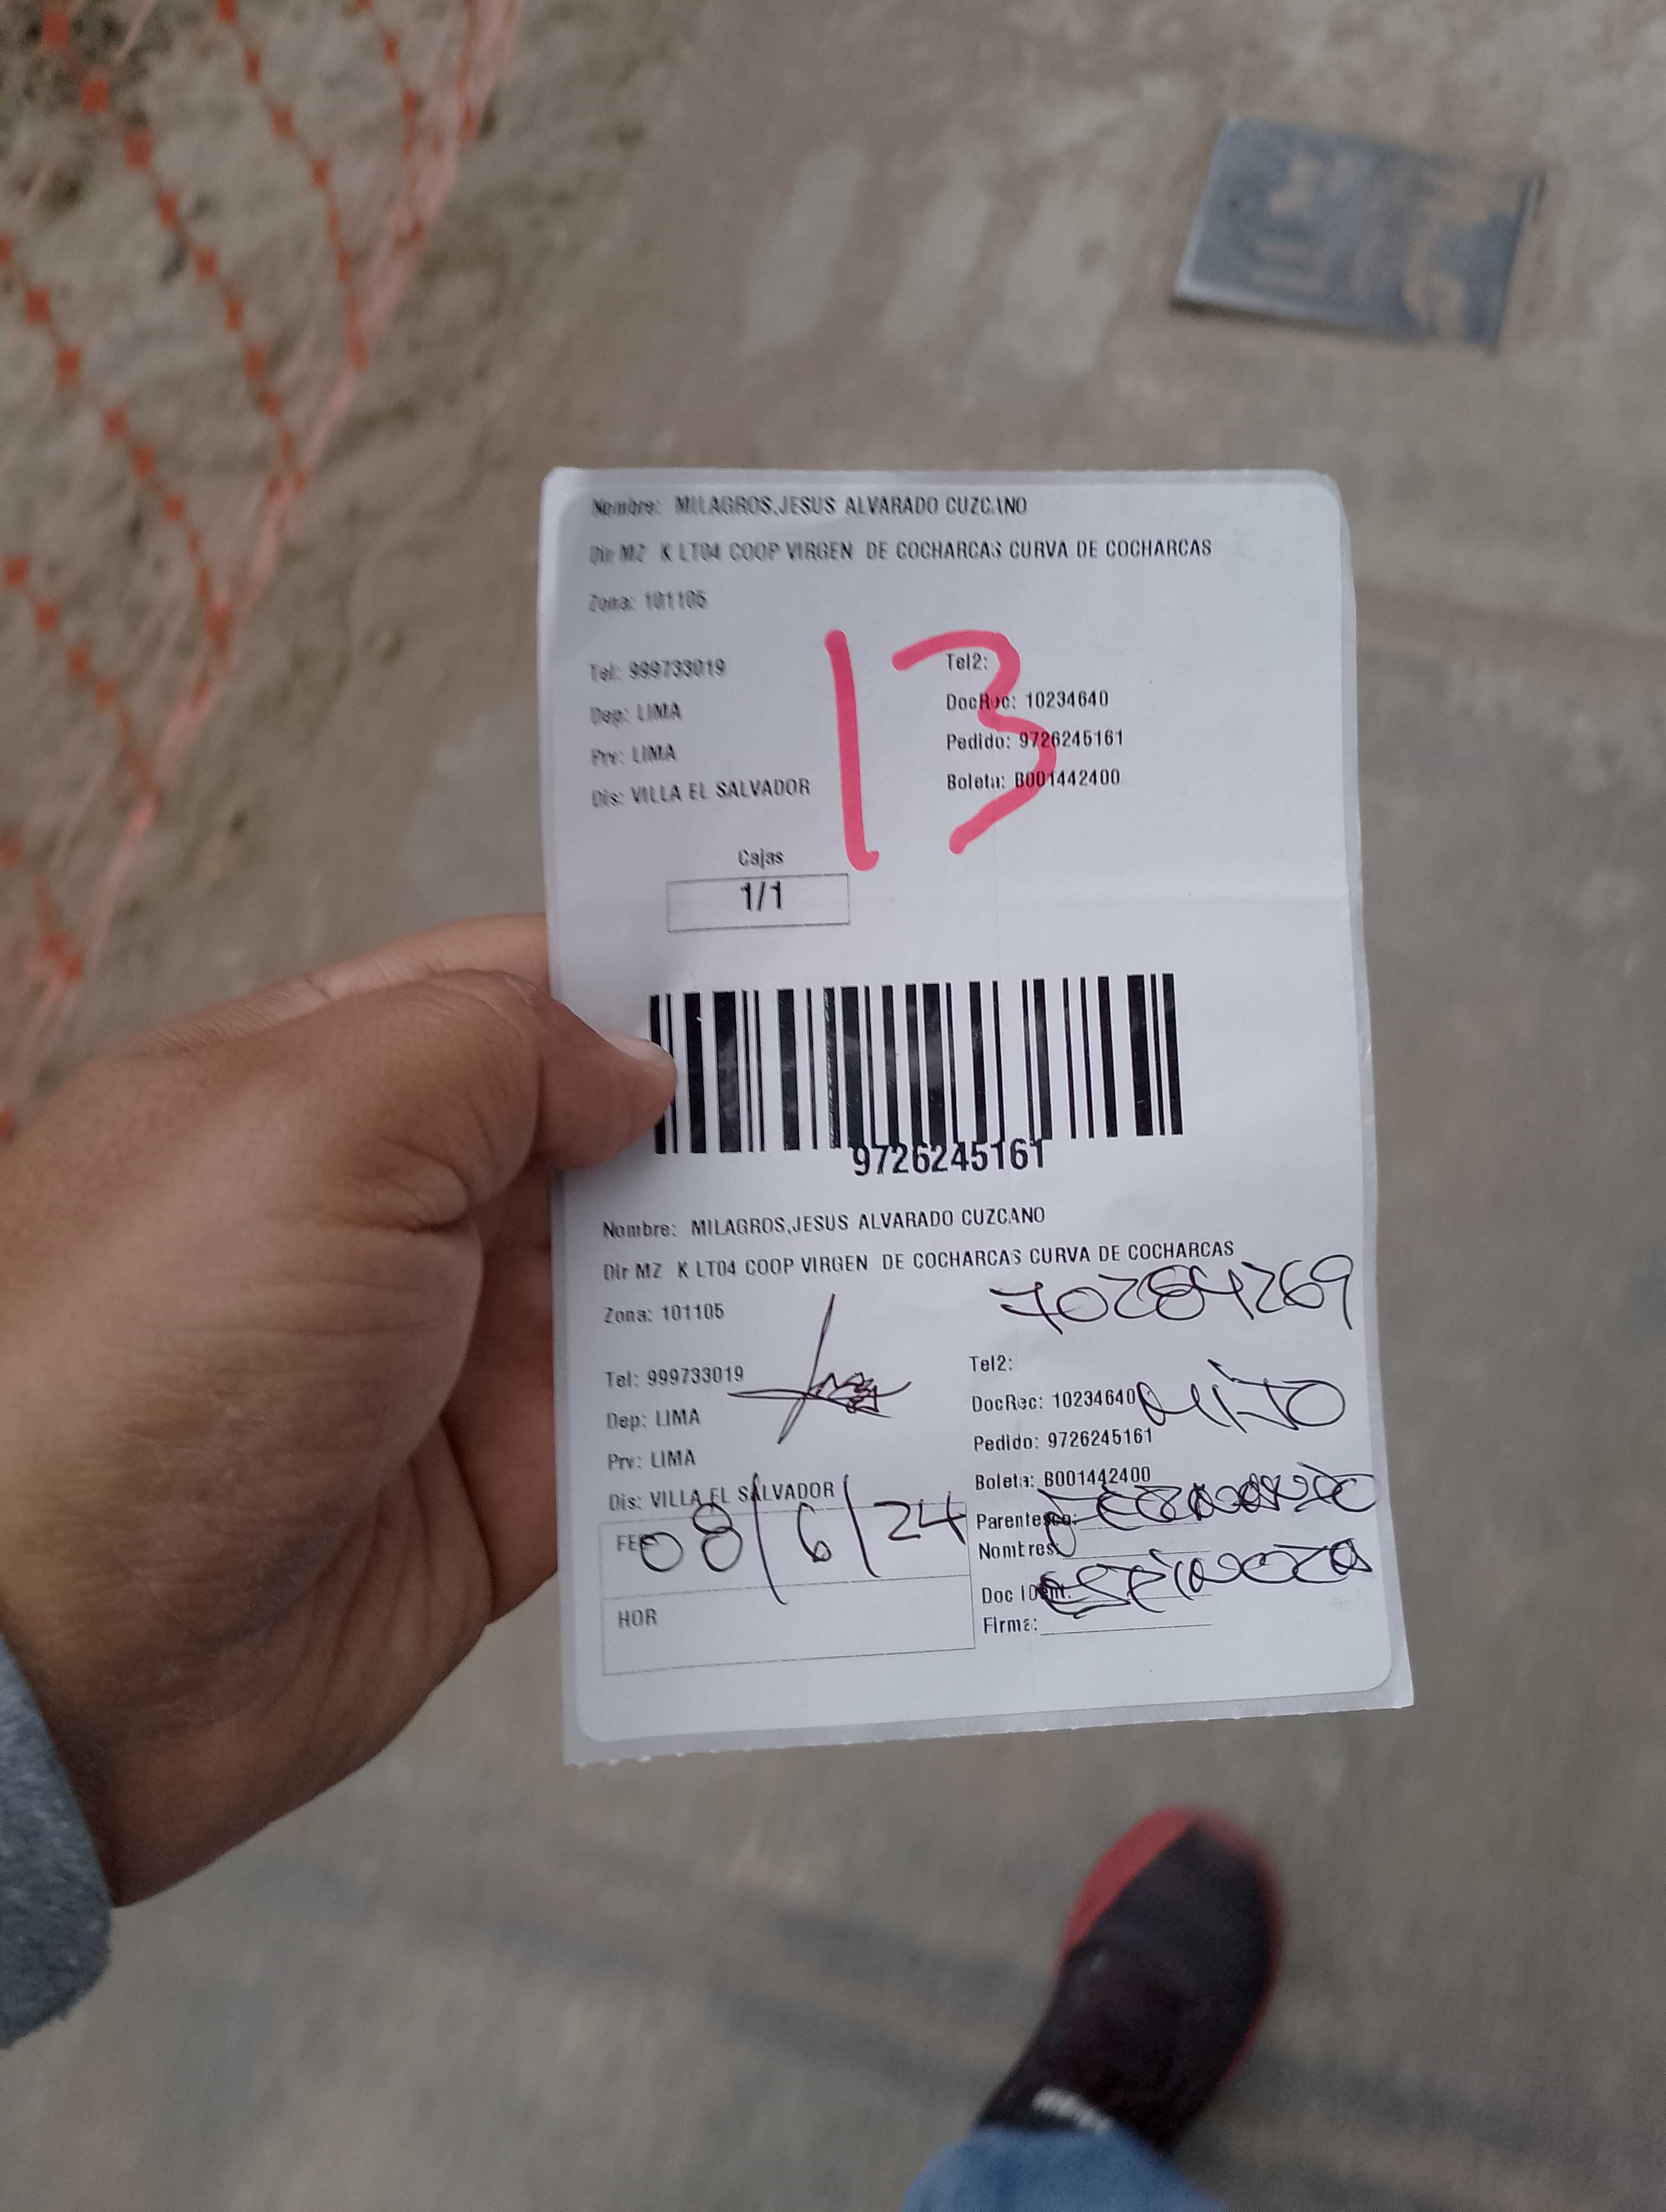 Nombre: MILAGROS,JESUS ALVARADO CUZCANO
Dir MZ K LT04 COOP VIRGEN DE COCHARCAS CURVA DE COCHARCAS
Zona: 101105
13
Tel: 999733019 Tel2:
DocRec: 10234640
Dep: LIMA
Pedido: 9726245161
Prv: LIMA
Boleta: B001442400
Dis: VILLA EL SALVADOR
Cajas
1/1
9726245161
Nombre: MILAGROS,JESUS ALVARADO CUZCANO
Dir MZ K LT04 COOP VIRGEN DE COCHARCAS CURVA DE COCHARCAS
Zona: 101105
70284269
Tel: 999733019 Tel2:
DocRec: 10234640
Dep: LIMA
Pedido: 9726245161
Prv: LIMA
Boleta: B001442400
Dis: VILLA EL SALVADOR
Parentesco:
FEC 08/6/24
Nombres:
Doc IDent: ESPINOZA
HOR
Firma: